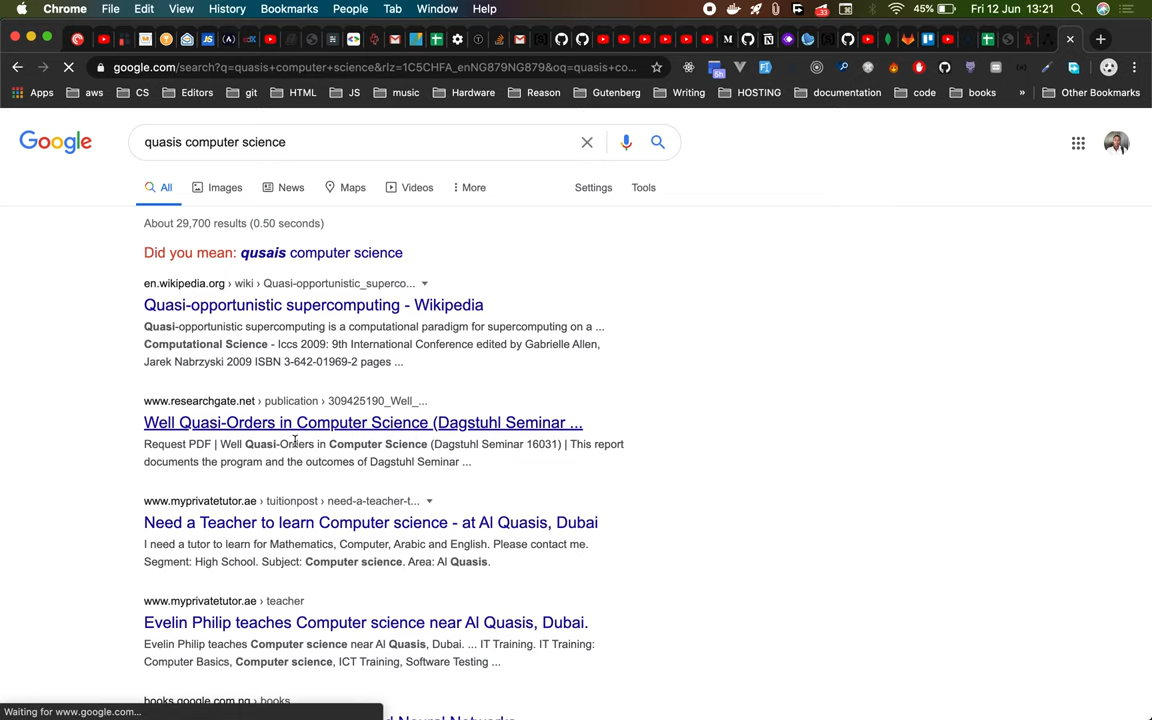 Chrome File Edit View History Bookmarks People Tab Window Help 33 45% Fri 12 Jun 13:21
google.com/search?q=quasis+computer+science&rlz=1C5CHFA_enNG879NG879&oq=quasis+co...
Apps aws CS Editors git HTML JS music Hardware Reason Gutenberg Writing HOSTING documentation code books » Other Bookmarks
Google quasis computer science
All Images News Maps Videos More Settings Tools
About 29,700 results (0.50 seconds)
Did you mean: qusais computer science
en.wikipedia.org › wiki › Quasi-opportunistic_superco...
Quasi-opportunistic supercomputing - Wikipedia
Quasi-opportunistic supercomputing is a computational paradigm for supercomputing on a ...
Computational Science - Iccs 2009: 9th International Conference edited by Gabrielle Allen,
Jarek Nabrzyski 2009 ISBN 3-642-01969-2 pages ...
www.researchgate.net › publication › 309425190_Well_...
Well Quasi-Orders in Computer Science (Dagstuhl Seminar ...
Request PDF | Well Quasi-Orders in Computer Science (Dagstuhl Seminar 16031) | This report
documents the program and the outcomes of Dagstuhl Seminar ...
www.myprivatetutor.ae › tuitionpost › need-a-teacher-t...
Need a Teacher to learn Computer science - at Al Quasis, Dubai
I need a tutor to learn for Mathematics, Computer, Arabic and English. Please contact me.
Segment: High School. Subject: Computer science. Area: Al Quasis.
www.myprivatetutor.ae › teacher
Evelin Philip teaches Computer science near Al Quasis, Dubai.
Evelin Philip teaches Computer science near Al Quasis, Dubai. ... IT Training. IT Training:
Computer Basics, Computer science, ICT Training, Software Testing ...
books.google.com.ng › books
Waiting for www.google.com...